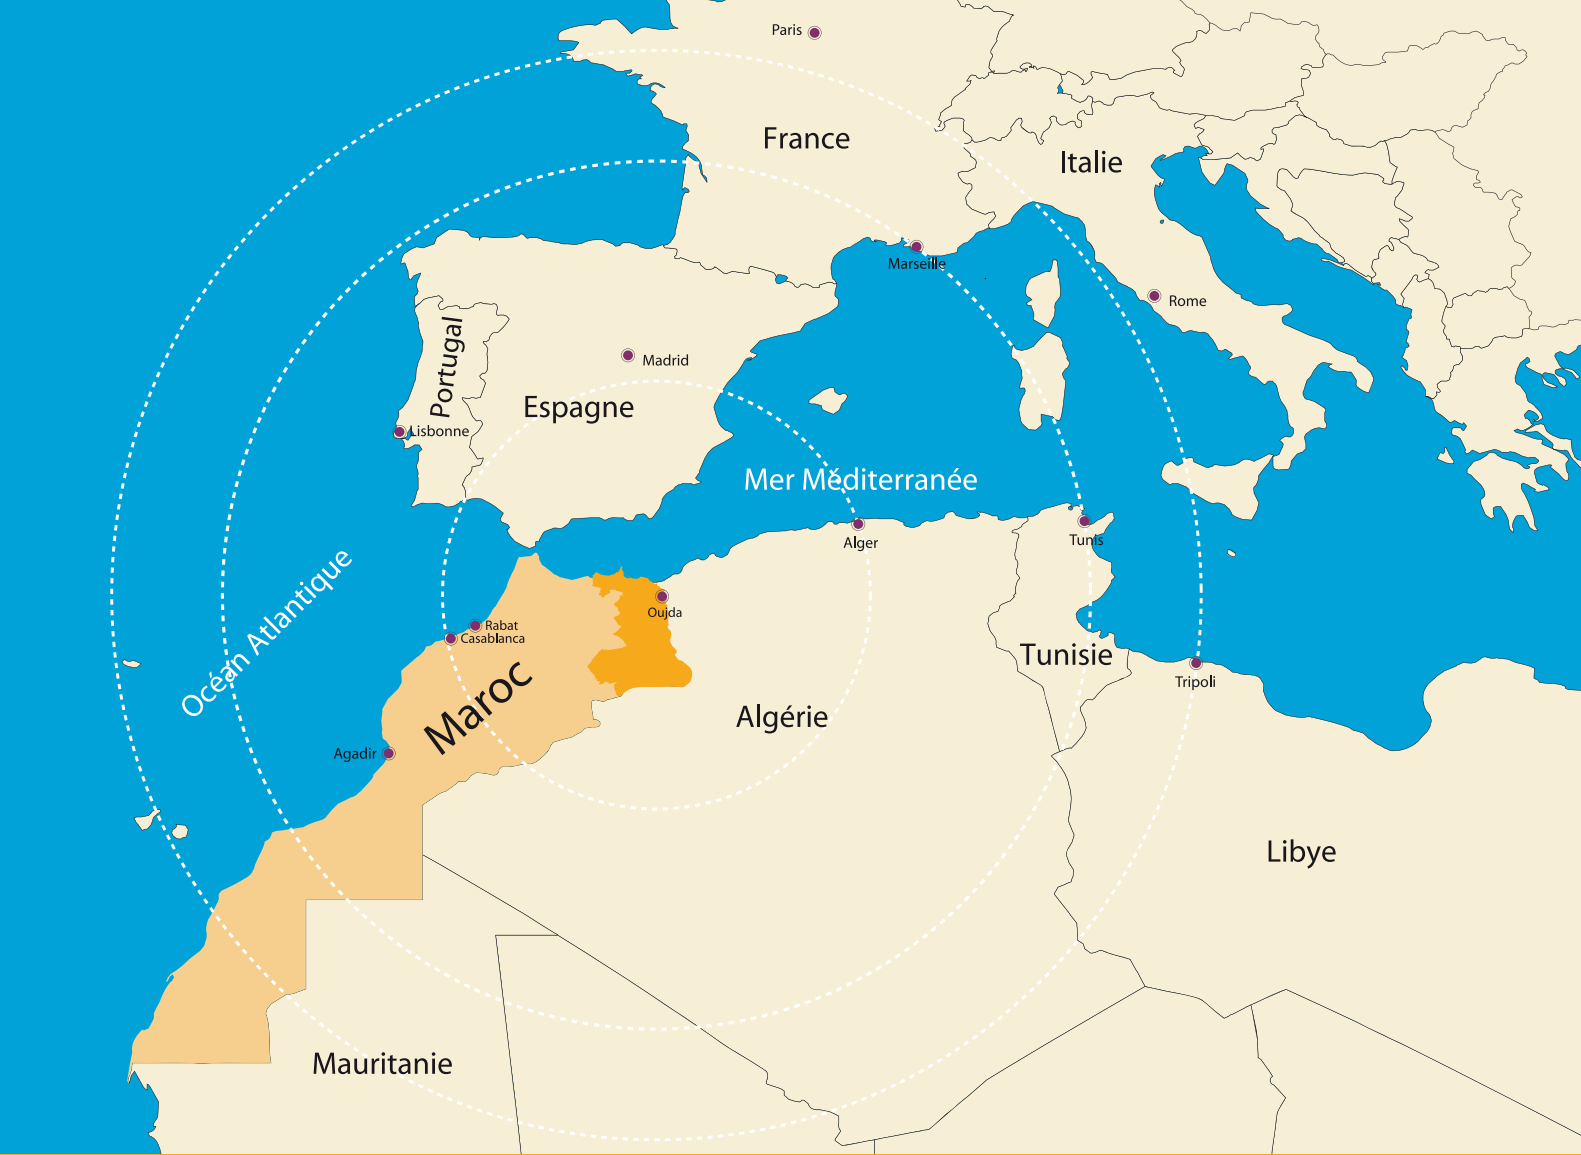 Paris
France
Italie
Marseille
Rome
Portugal
Madrid
Espagne
Lisbonne
Mer Méditerranée
Alger
Tunis
Océan Atlantique
Oujda
Rabat
Casablanca
Tunisie
Tripoli
Maroc
Algérie
Agadir
Libye
Mauritanie